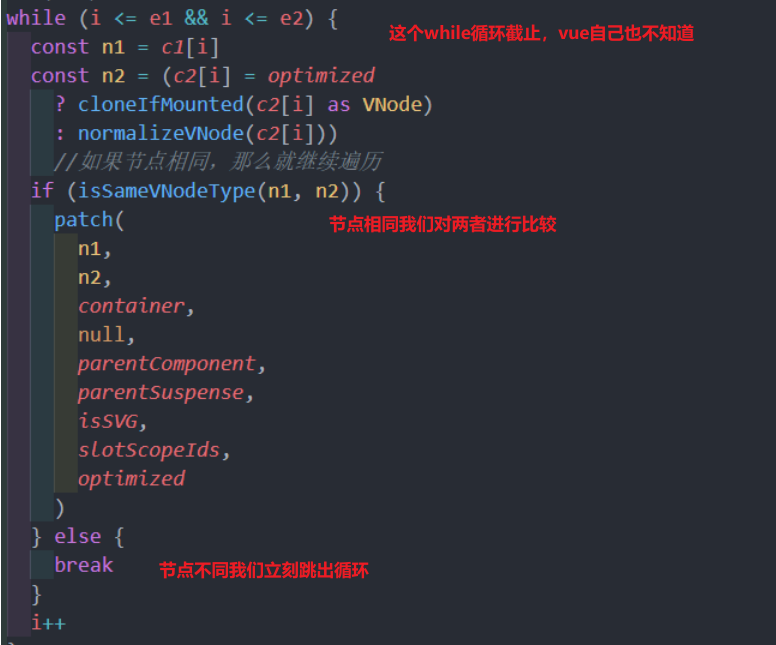 while (i <= e1 && i <= e2) {
这个while循环截止，vue自己也不知道
const n1 = c1[i]
const n2 = (c2[i] = optimized
? cloneIfMounted(c2[i] as VNode)
: normalizeVNode(c2[i]))
//如果节点相同，那么就继续遍历
if (isSameVNodeType(n1, n2)) {
patch(
节点相同我们对两者进行比较
n1,
n2,
container,
null,
parentComponent,
parentSuspense,
isSVG,
slotScopeIds,
optimized
)
} else {
break
节点不同我们立刻跳出循环
}
i++